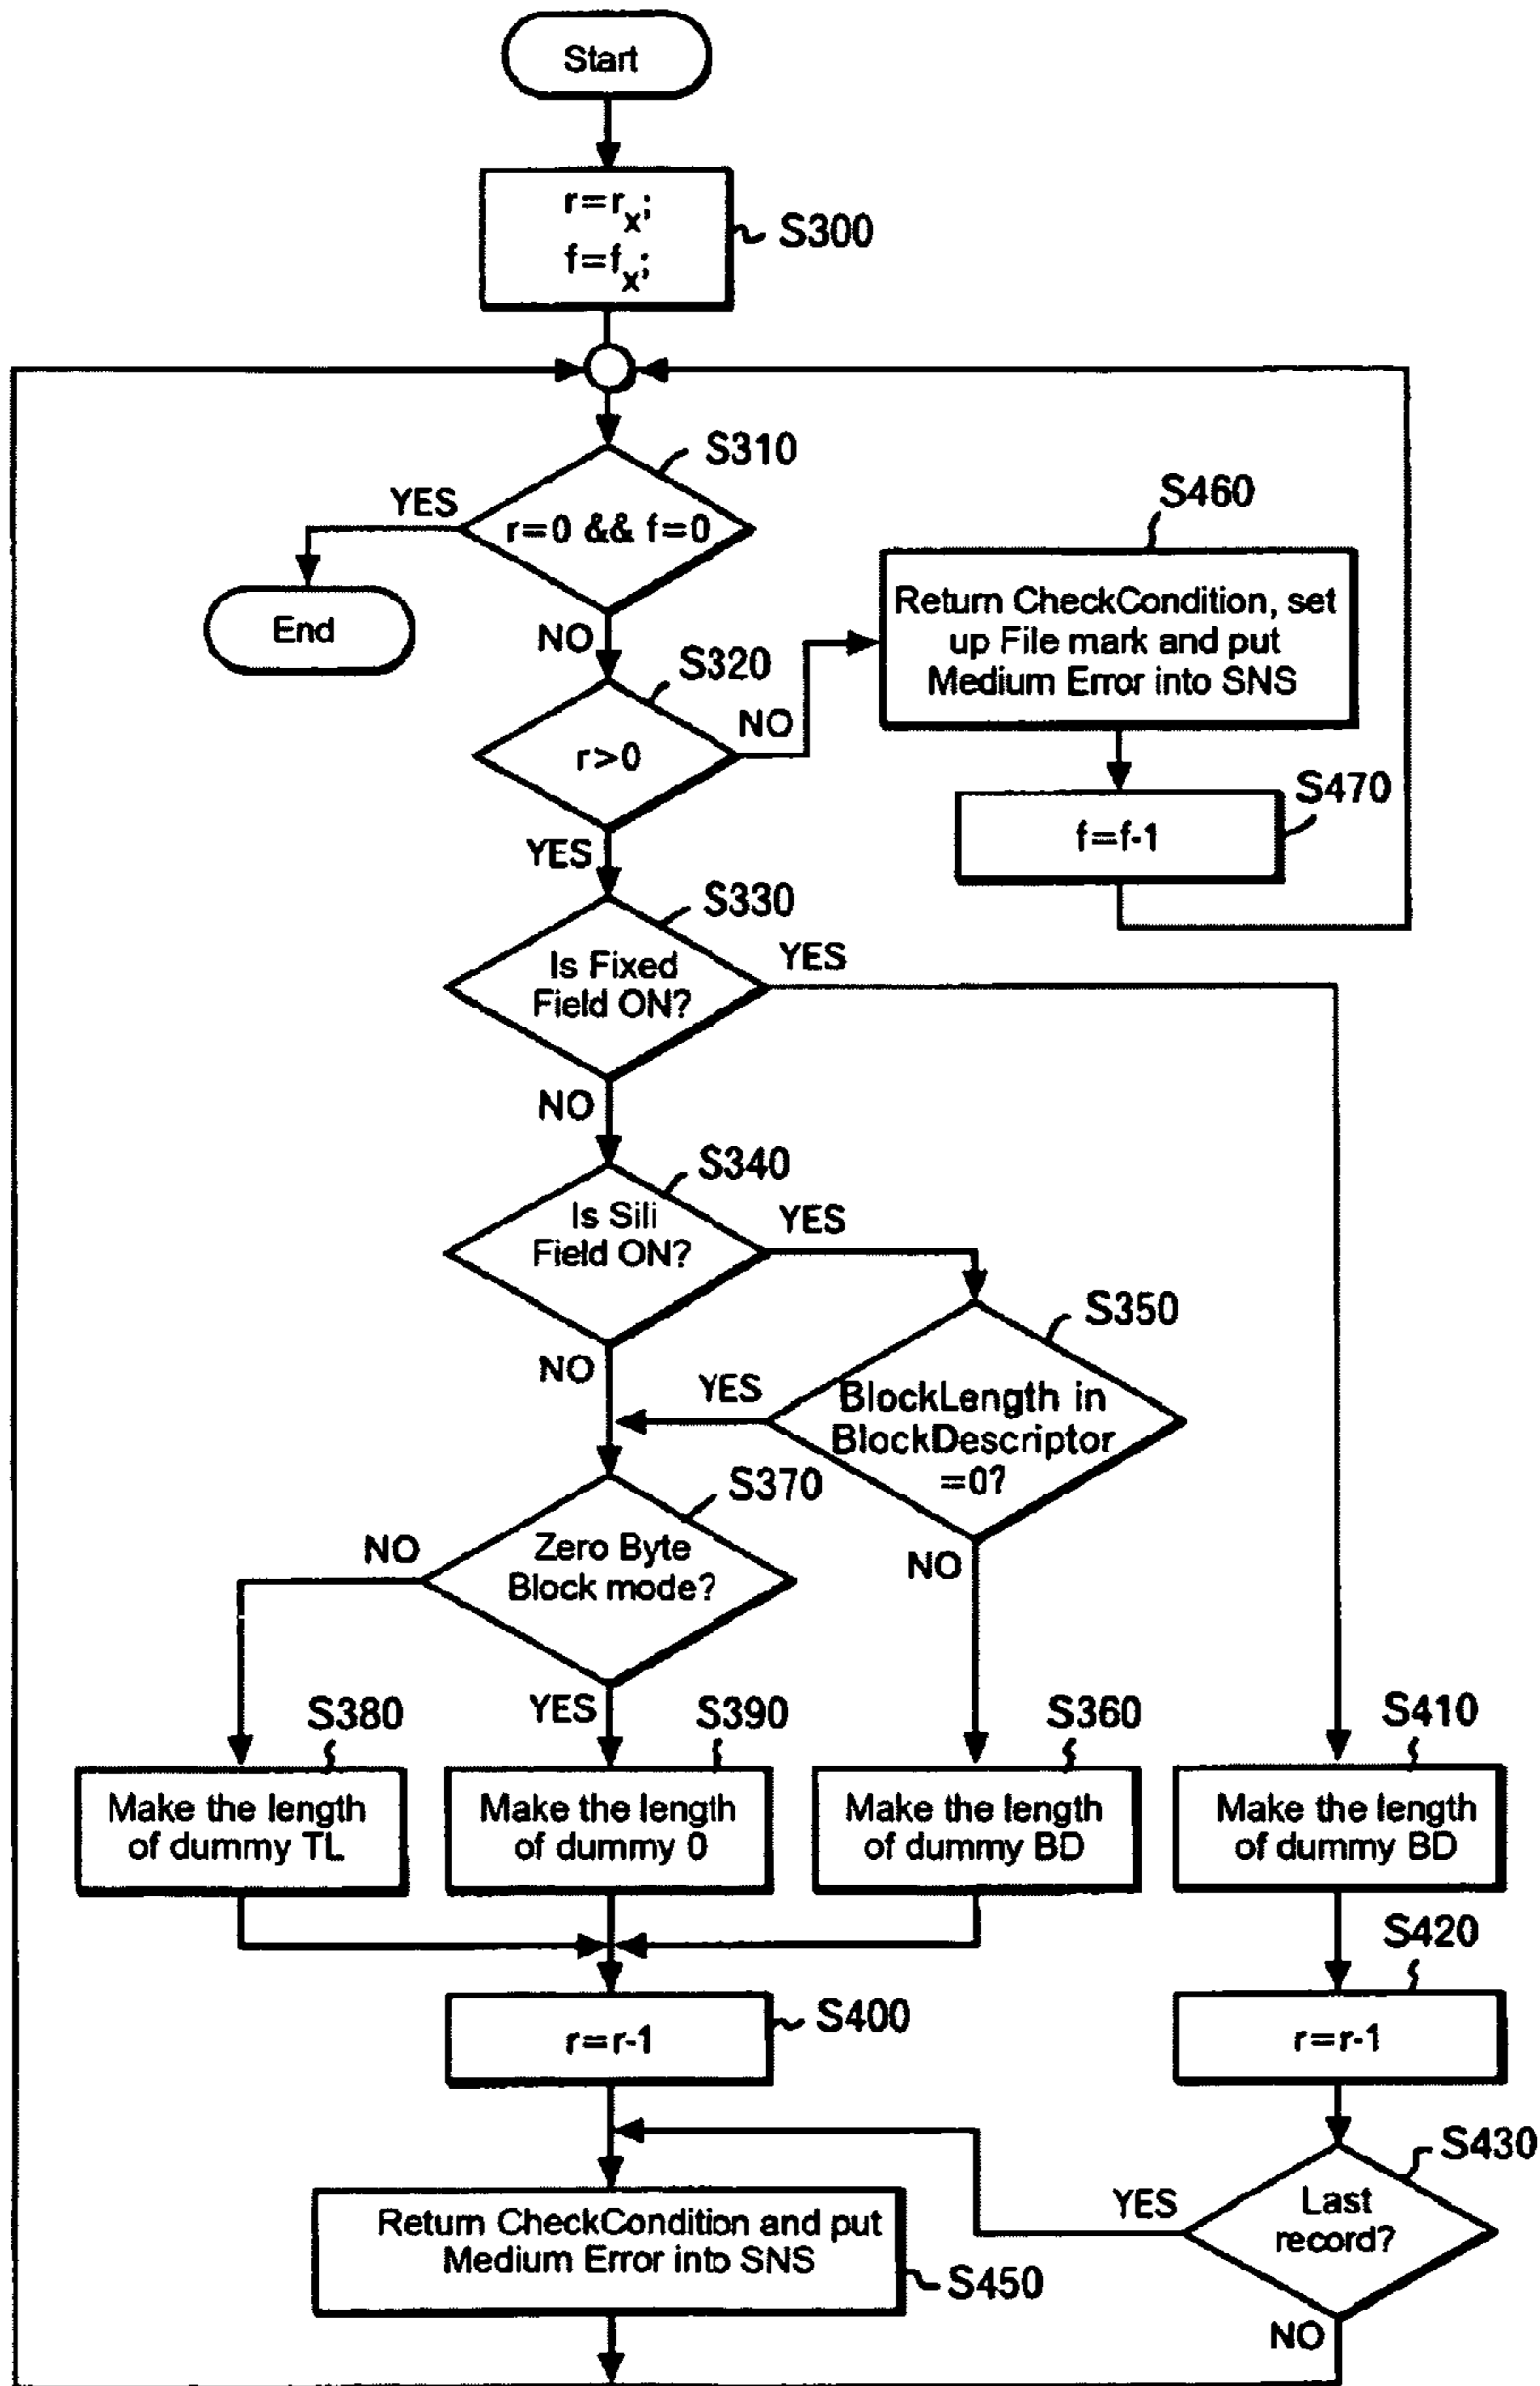 Start
r=rx;
f=fx;
S300
S310
YES
r=0 && f=0
S460
Return CheckCondition, set
up File mark and put
Medium Error into SNS
End
NO
S320
NO
r>0
S470
f=f-1
YES
S330
Is Fixed
Field ON?
YES
NO
S340
Is Sili
Field ON?
YES
S350
NO
YES
BlockLength in
BlockDescriptor
=0?
S370
NO
Zero Byte
Block mode?
NO
S380
YES
S390
S360
S410
Make the length
of dummy TL
Make the length
of dummy 0
Make the length
of dummy BD
Make the length
of dummy BD
S420
r=r-1
S400
r=r-1
S430
YES
Last
record?
Return CheckCondition and put
Medium Error into SNS
S450
NO